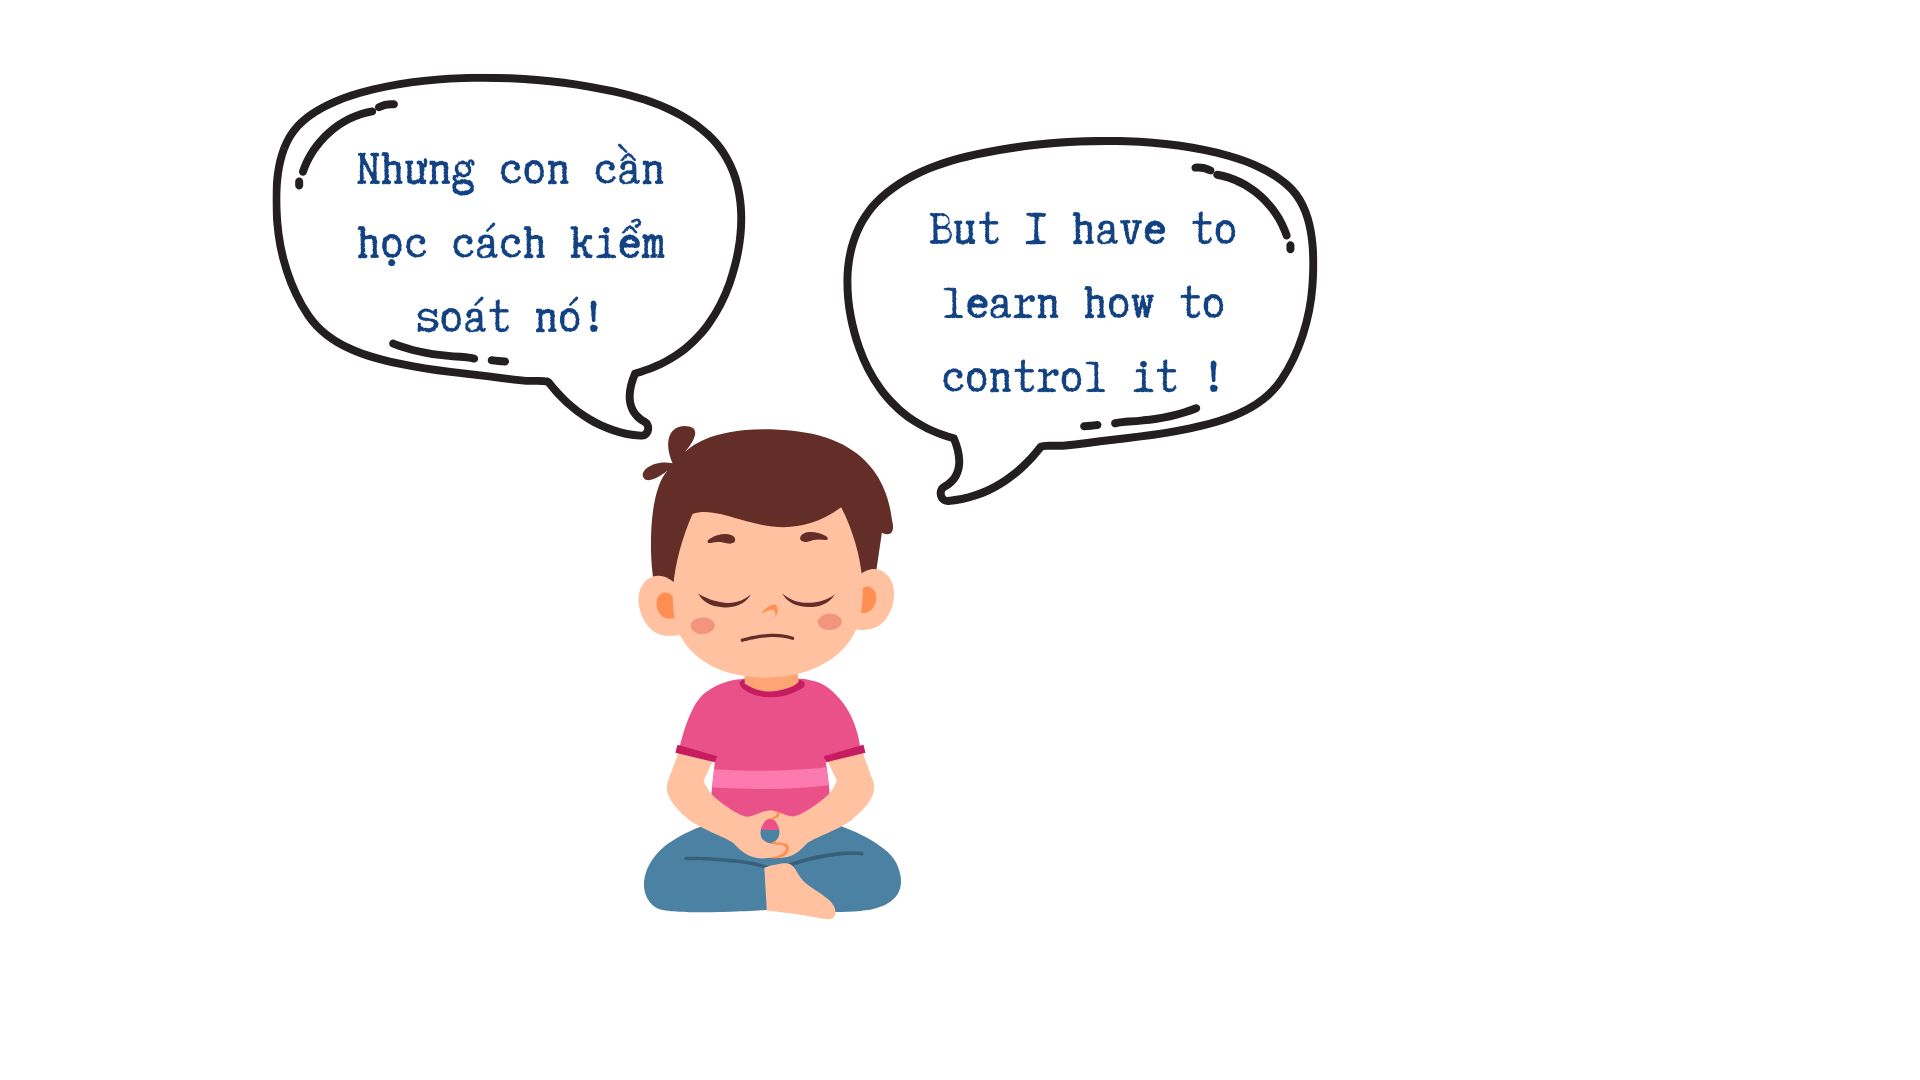 Nhưng con cần
học cách kiểm
soát nó!
But I have to
learn how to
control it !